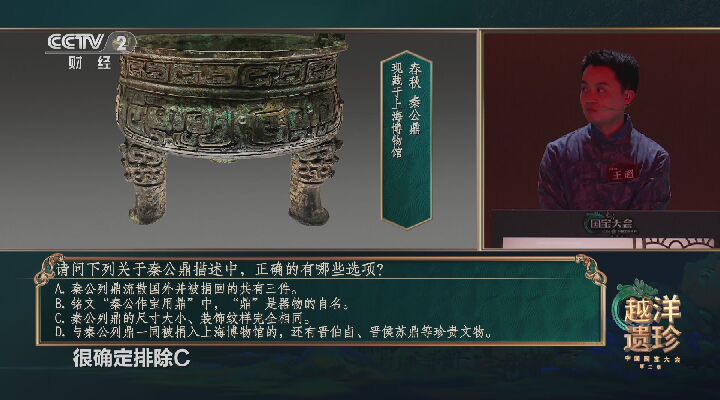 CCTV 2
财经
春秋 秦公鼎
现藏于上海博物馆
王滔
国宝大会
请问下列关于秦公鼎描述中，正确的有哪些选项？
A. 秦公列鼎流散国外并被捐回的共有三件。
B. 铭文“秦公作宝用鼎”中，“鼎”是器物的自名。
C. 秦公列鼎的尺寸大小、装饰纹样完全相同。
D. 与秦公列鼎一同被捐入上海博物馆的，还有晋伯卣、晋侯苏鼎等珍贵文物。
越洋
遗珍
中国国宝大会
第二季
很确定排除C